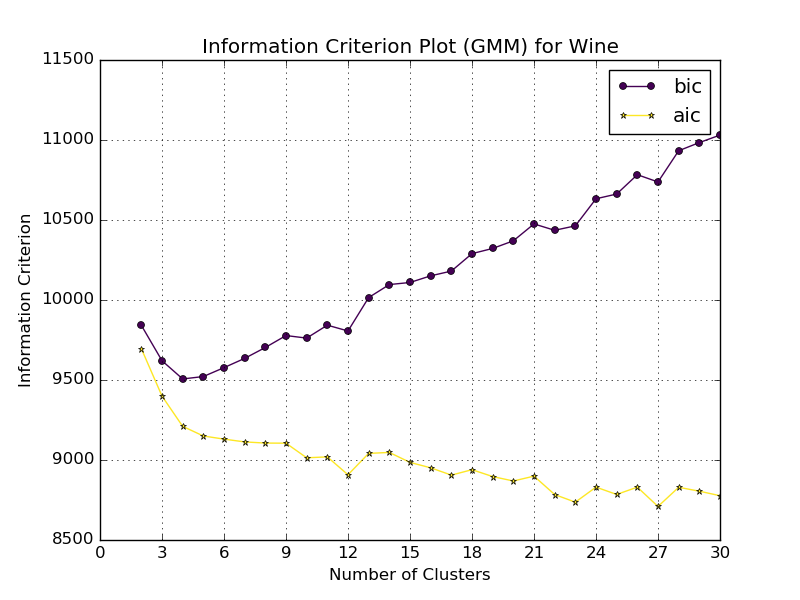 Information Criterion Plot (GMM) for Wine
11500
11000
10500
10000
9500
9000
8500
Information Criterion
bic
aic
0 3 6 9 12 15 18 21 24 27 30
Number of Clusters